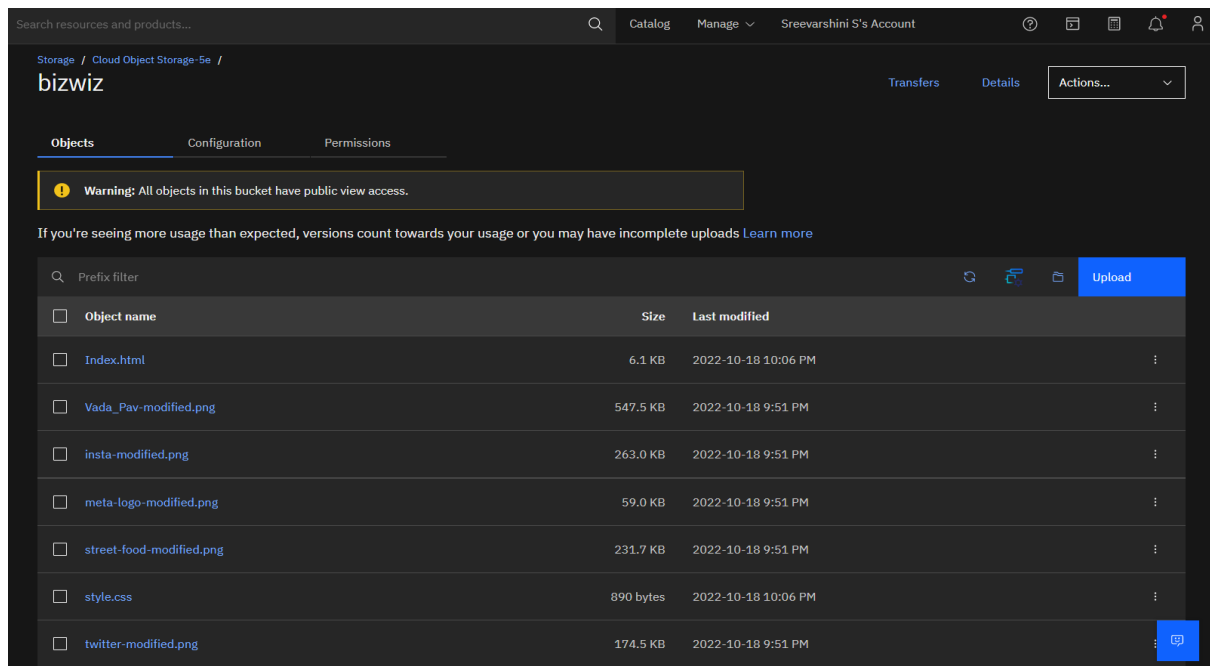 Search resources and products... Catalog Manage Sreevarshini S's Account
Storage / Cloud Object Storage-5e /
bizwiz
Transfers Details Actions...
Objects Configuration Permissions
Warning: All objects in this bucket have public view access.
If you're seeing more usage than expected, versions count towards your usage or you may have incomplete uploads Learn more
Prefix filter Upload
Object name Size Last modified
Index.html 6.1 KB 2022-10-18 10:06 PM
Vada_Pav-modified.png 547.5 KB 2022-10-18 9:51 PM
insta-modified.png 263.0 KB 2022-10-18 9:51 PM
meta-logo-modified.png 59.0 KB 2022-10-18 9:51 PM
street-food-modified.png 231.7 KB 2022-10-18 9:51 PM
style.css 890 bytes 2022-10-18 10:06 PM
twitter-modified.png 174.5 KB 2022-10-18 9:51 PM